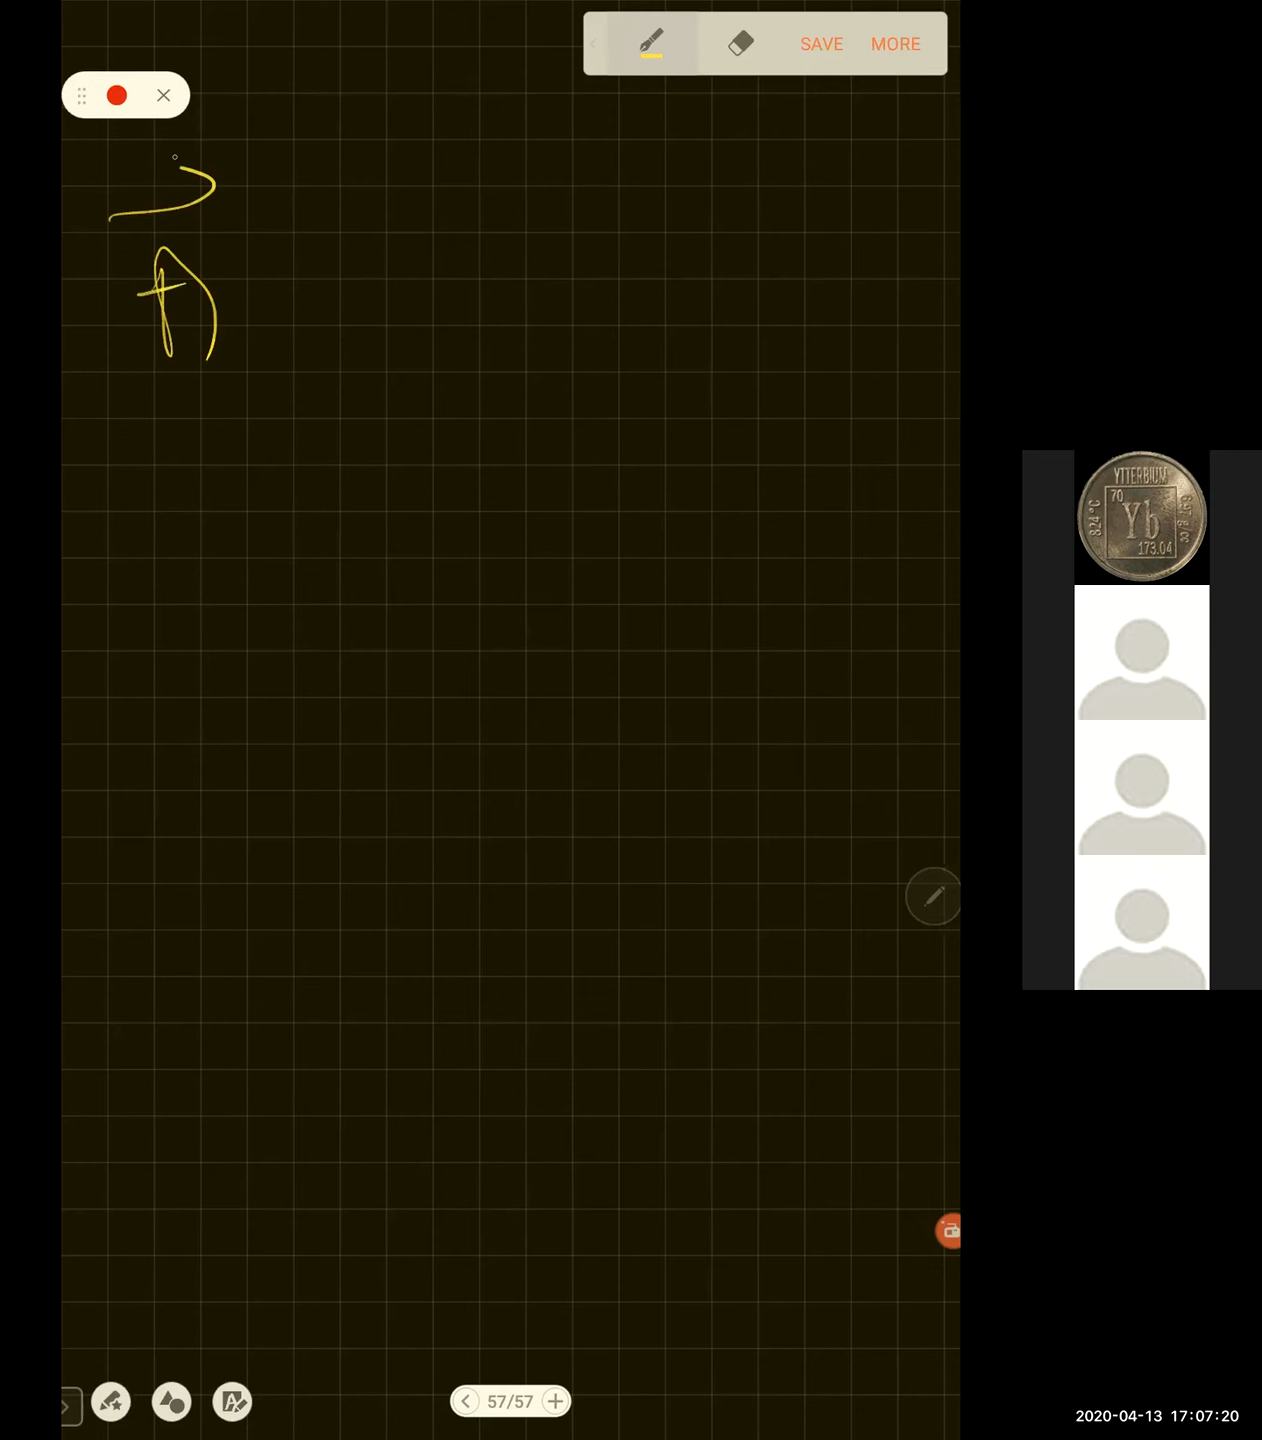 SAVE MORE
YTTERBIUM
70
824 °C
Yb
173.04
57/57
2020-04-13 17:07:20